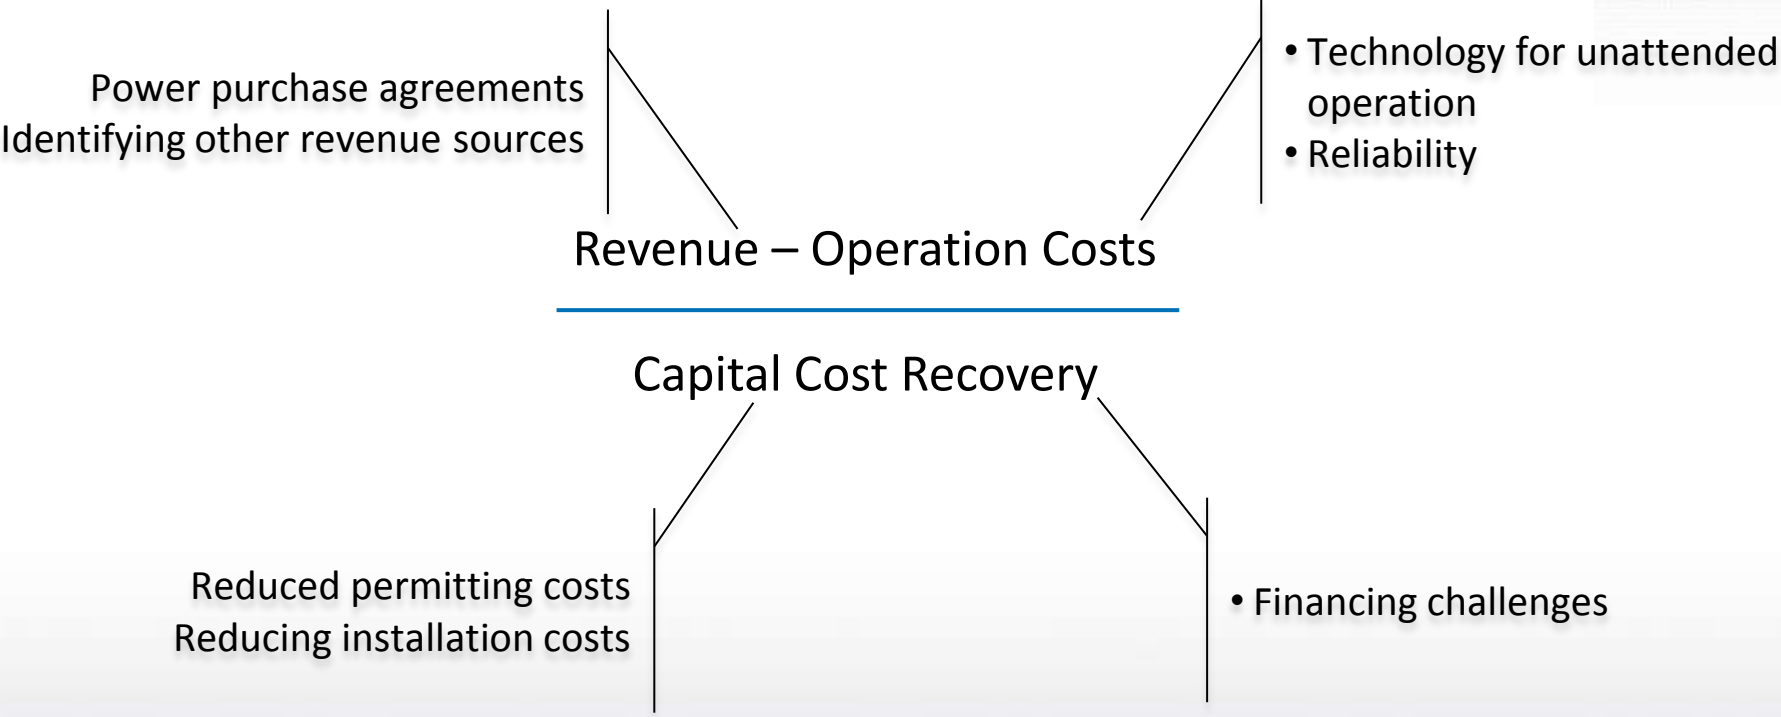 Power purchase agreements
Identifying other revenue sources
• Technology for unattended
operation
• Reliability
Revenue – Operation Costs
Capital Cost Recovery
Reduced permitting costs
Reducing installation costs
• Financing challenges